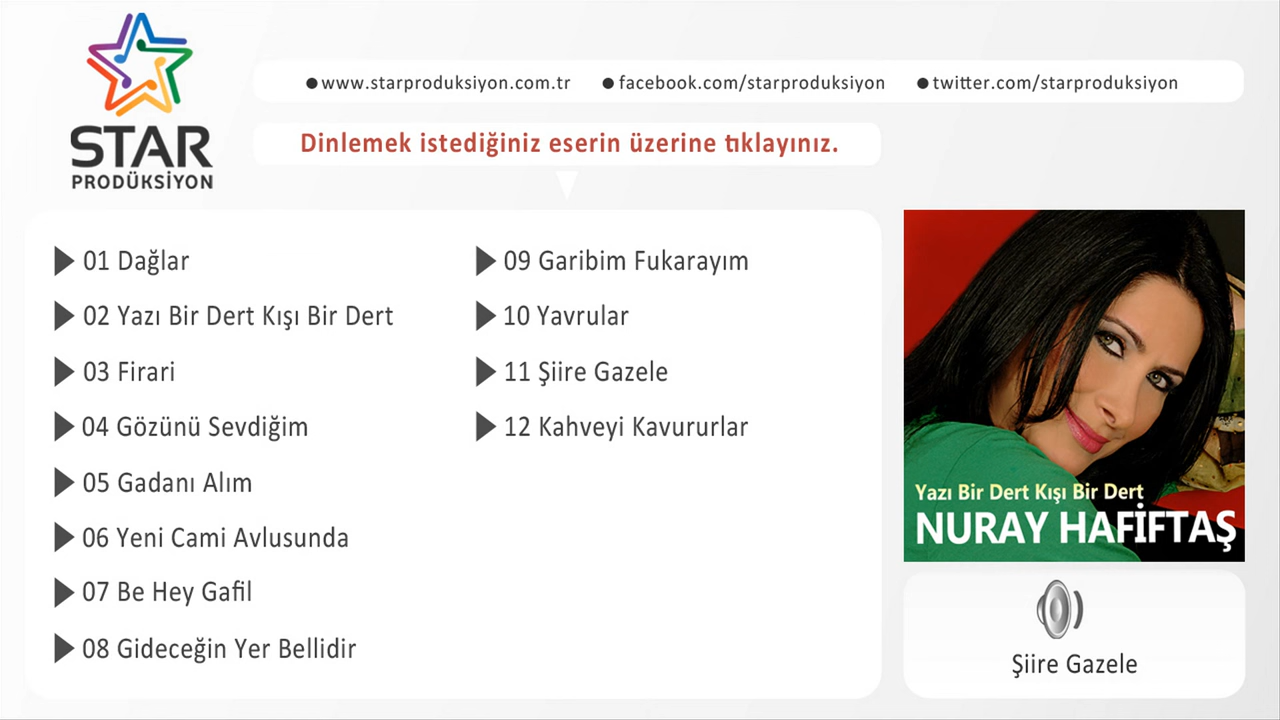 STAR
PRODÜKSİYON
www.starproduksiyon.com.tr
facebook.com/starproduksiyon
twitter.com/starproduksiyon
Dinlemek istediğiniz eserin üzerine tıklayınız.
01 Dağlar
02 Yazı Bir Dert Kışı Bir Dert
03 Firari
04 Gözünü Sevdiğim
05 Gadanı Alım
06 Yeni Cami Avlusunda
07 Be Hey Gafil
08 Gideceğin Yer Bellidir
09 Garibim Fukarayım
10 Yavrular
11 Şiire Gazele
12 Kahveyi Kavururlar
Yazı Bir Dert Kışı Bir Dert
NURAY HAFİFTAŞ
Şiire Gazele